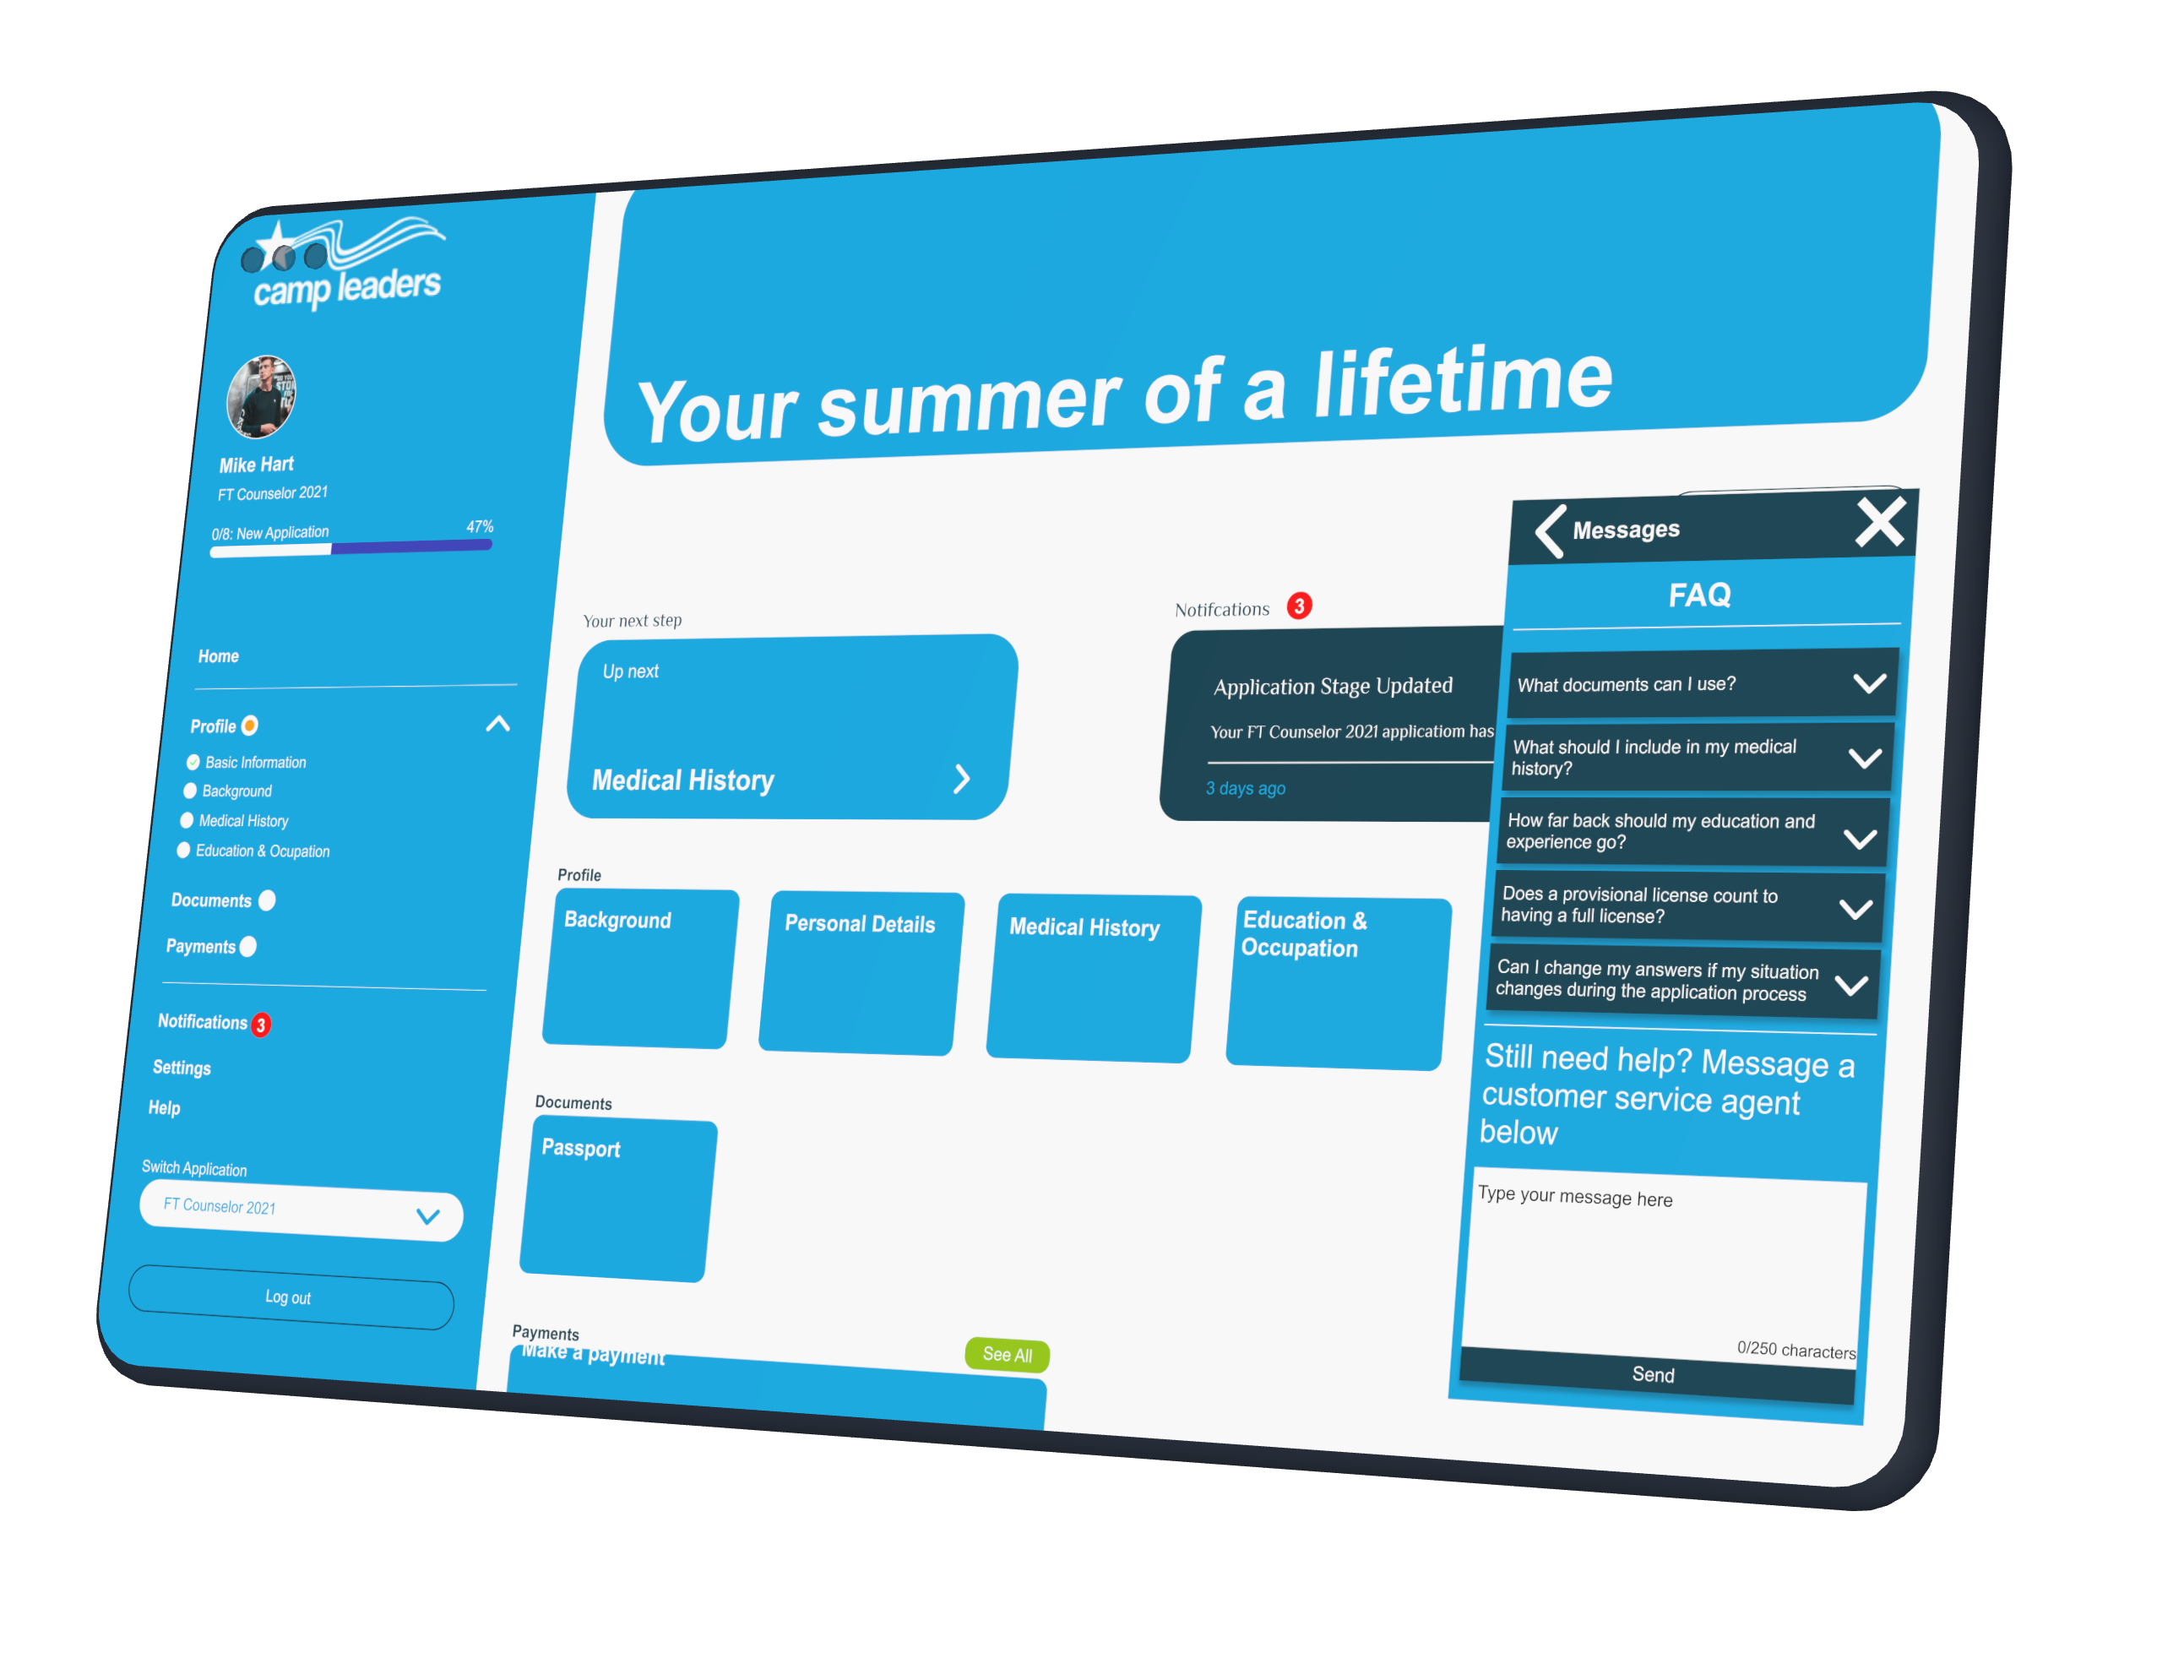 camp leaders
Mike Hart
FT Counselor 2021
0/8: New Application 47%
Home
Profile
Basic Information
Background
Medical History
Education & Ocupation
Documents
Payments
Notifications 3
Settings
Help
Switch Application
FT Counselor 2021
Log out
Your summer of a lifetime
Your next step
Up next
Medical History
Notifcations 3
Application Stage Updated
Your FT Counselor 2021 applicatiom has
3 days ago
Profile
Background
Personal Details
Medical History
Education &
Occupation
Documents
Passport
Payments
See All
Make a payment
Messages
FAQ
What documents can I use?
What should I include in my medical
history?
How far back should my education and
experience go?
Does a provisional license count to
having a full license?
Can I change my answers if my situation
changes during the application process
Still need help? Message a
customer service agent
below
Type your message here
0/250 characters
Send